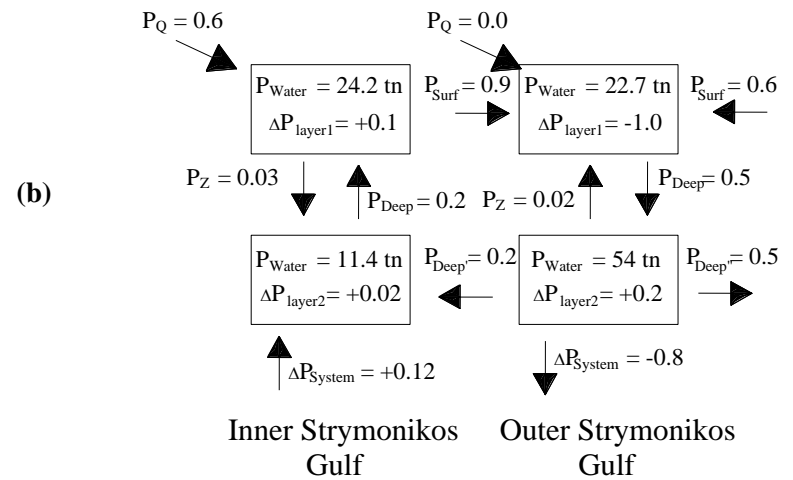 P_Q = 0.6
P_Q = 0.0
P_Water = 24.2 tn
ΔP_layer1 = +0.1
P_Surf = 0.9
P_Water = 22.7 tn
ΔP_layer1 = -1.0
P_Surf = 0.6
(b)
P_Z = 0.03
P_Deep = 0.2
P_Z = 0.02
P_Deep = 0.5
P_Water = 11.4 tn
ΔP_layer2 = +0.02
P_Deep' = 0.2
P_Water = 54 tn
ΔP_layer2 = +0.2
P_Deep'' = 0.5
ΔP_System = +0.12
ΔP_System = -0.8
Inner Strymonikos
Gulf
Outer Strymonikos
Gulf